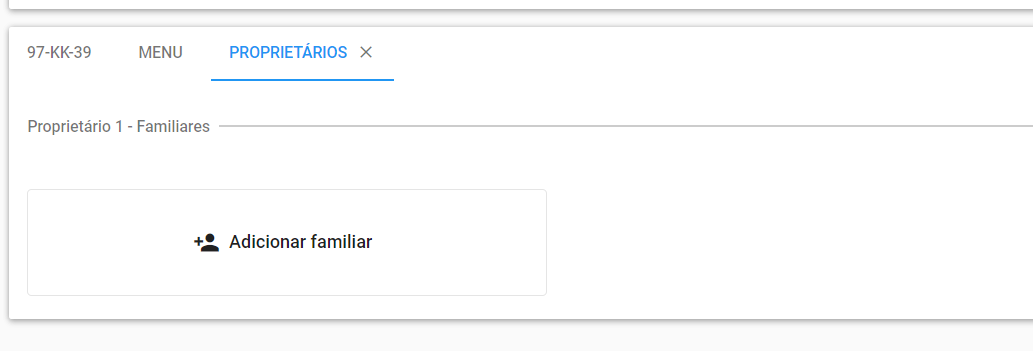 97-KK-39 MENU PROPRIETÁRIOS
Proprietário 1 - Familiares
Adicionar familiar